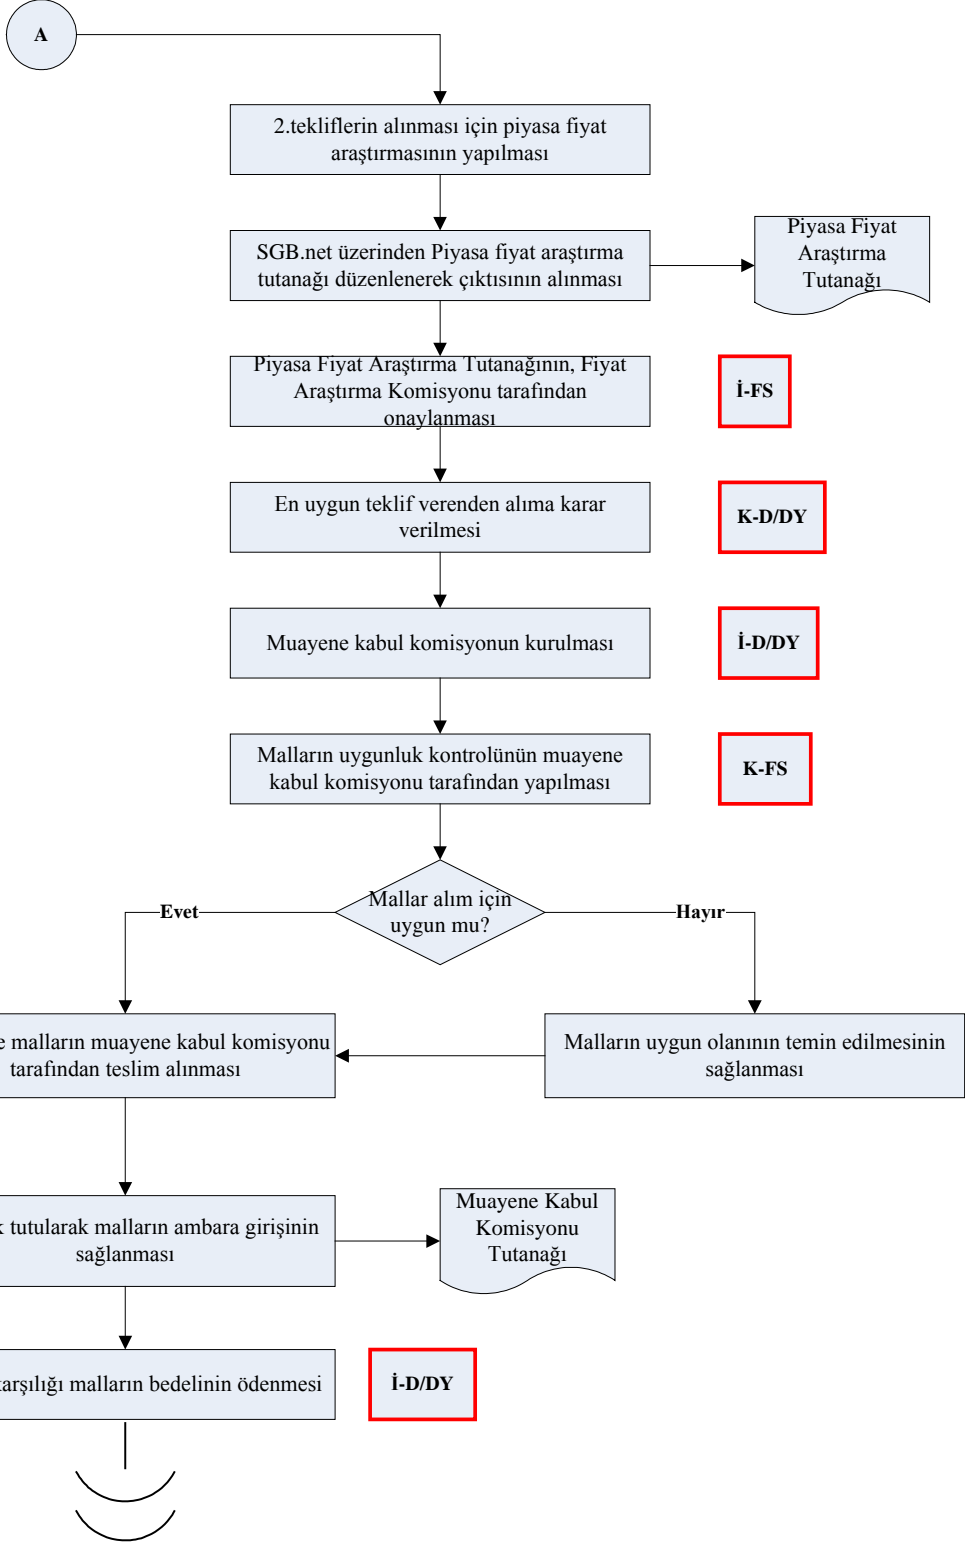 A
2.tekliflerin alınması için piyasa fiyat
araştırmasının yapılması
SGB.net üzerinden Piyasa fiyat araştırma
tutanağı düzenlenerek çıktısının alınması
Piyasa Fiyat
Araştırma
Tutanağı
Piyasa Fiyat Araştırma Tutanağının, Fiyat
Araştırma Komisyonu tarafından
onaylanması
İ-FS
En uygun teklif verenden alıma karar
verilmesi
K-D/DY
Muayene kabul komisyonun kurulması
İ-D/DY
Malların uygunluk kontrolünün muayene
kabul komisyonu tarafından yapılması
K-FS
Mallar alım için
uygun mu?
Evet
Hayır
e malların muayene kabul komisyonu
tarafından teslim alınması
Malların uygun olanının temin edilmesinin
sağlanması
k tutularak malların ambara girişinin
sağlanması
Muayene Kabul
Komisyonu
Tutanağı
karşılığı malların bedelinin ödenmesi
İ-D/DY